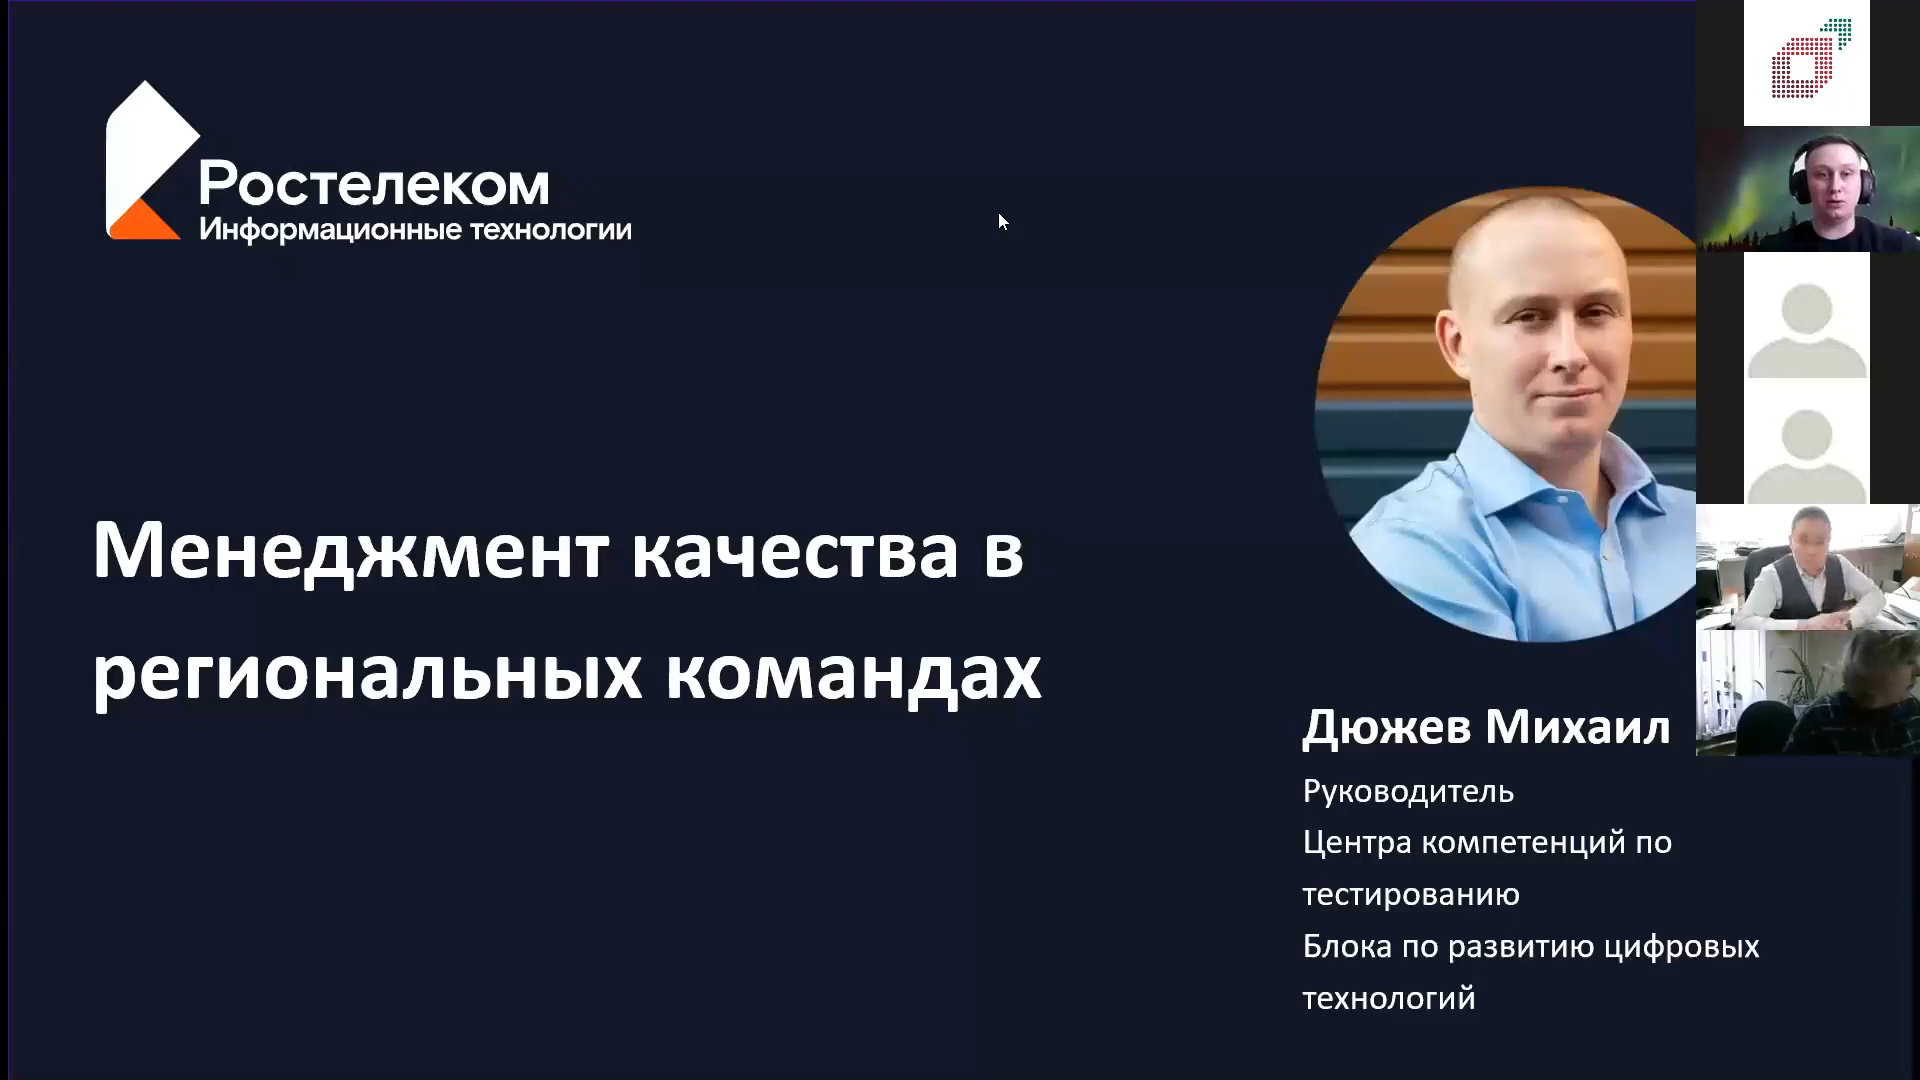 Ростелеком
Информационные технологии
Менеджмент качества в
региональных командах
Дюжев Михаил
Руководитель
Центра компетенций по
тестированию
Блока по развитию цифровых
технологий